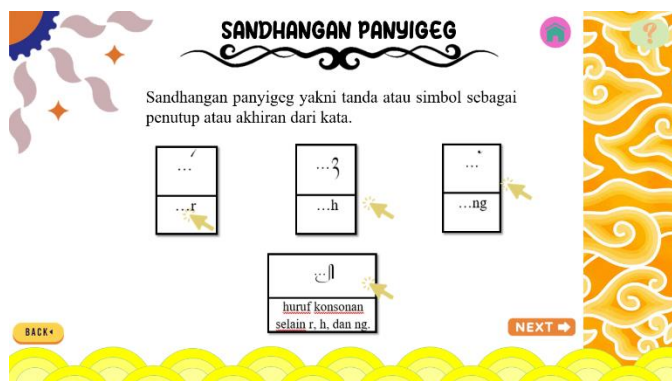 SANDHANGAN PANYIGEG
?
Sandhangan panyigeg yakni tanda atau simbol sebagai
penutup atau akhiran dari kata.
...ꦂ
...ꦃ
...ꦁ
...r
...h
...ng
...꧀
huruf konsonan
selain r, h, dan ng.
BACK
NEXT